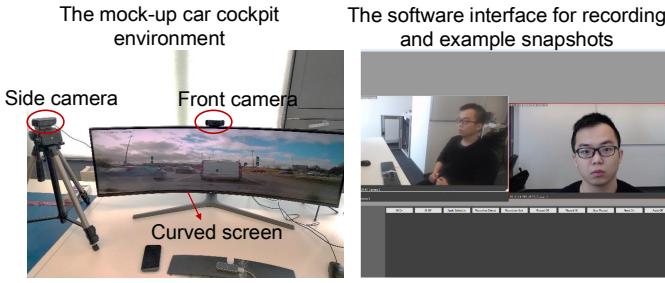 The mock-up car cockpit
environment
The software interface for recording
and example snapshots
Side camera
Front camera
Curved screen